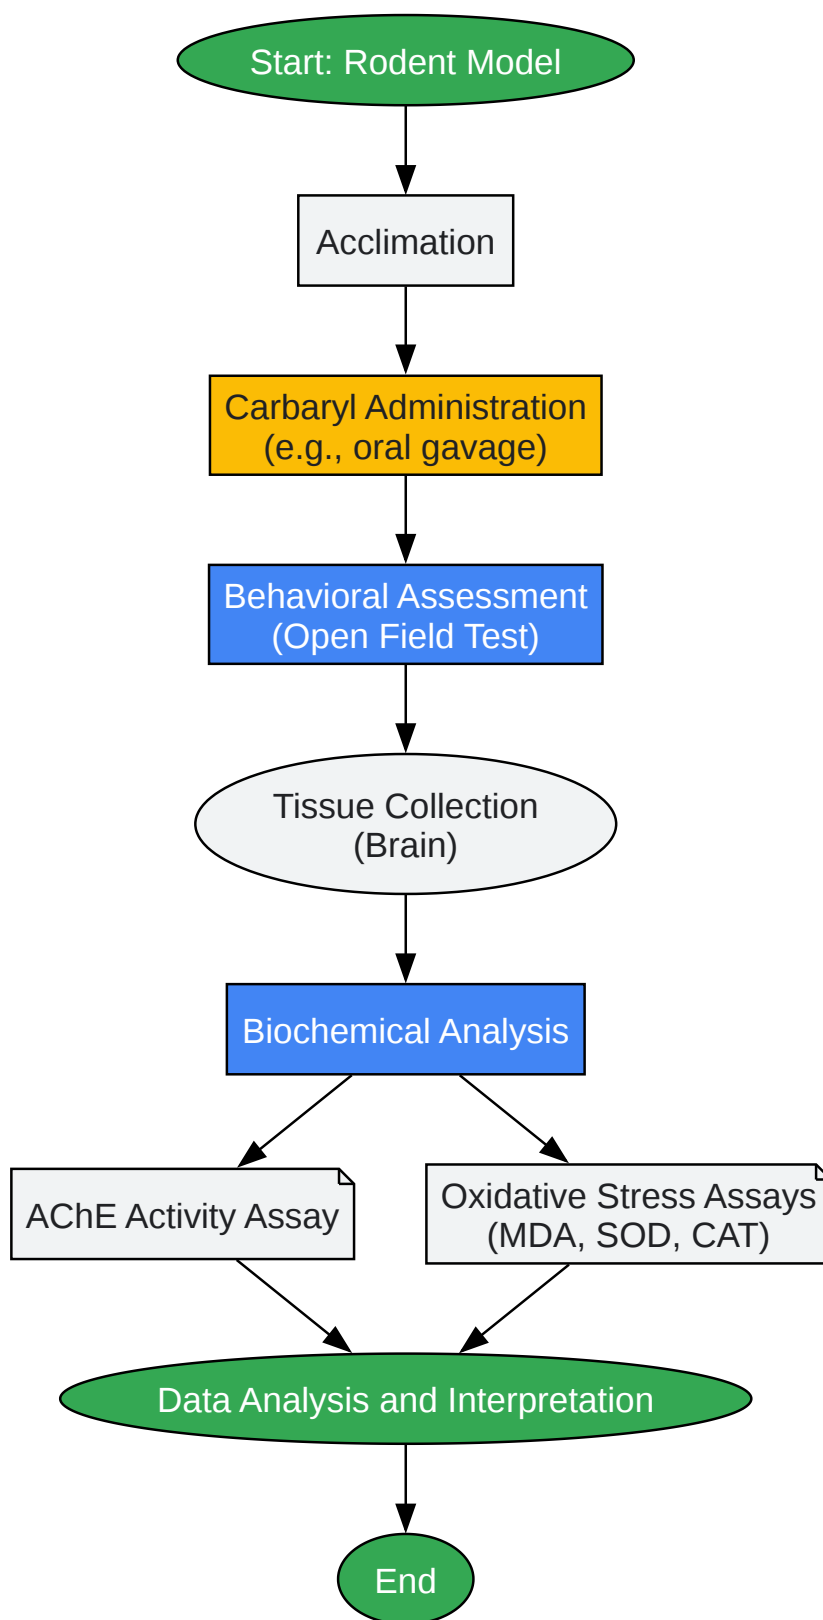 Start: Rodent Model
Acclimation
Carbaryl Administration
(e.g., oral gavage)
Behavioral Assessment
(Open Field Test)
Tissue Collection
(Brain)
Biochemical Analysis
AChE Activity Assay
Oxidative Stress Assays
(MDA, SOD, CAT)
Data Analysis and Interpretation
End